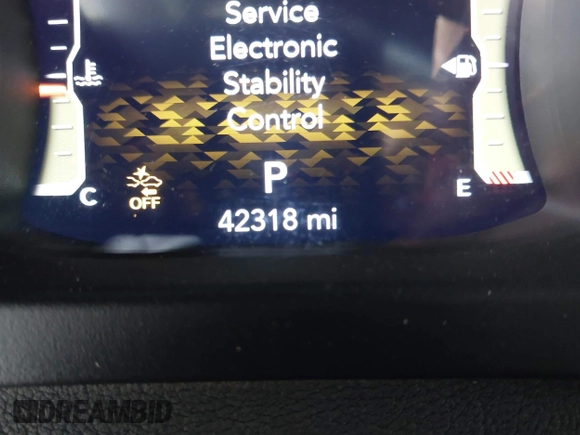 Service
Electronic
Stability
Control
P
C
E
OFF
42318 mi
DREAMBID